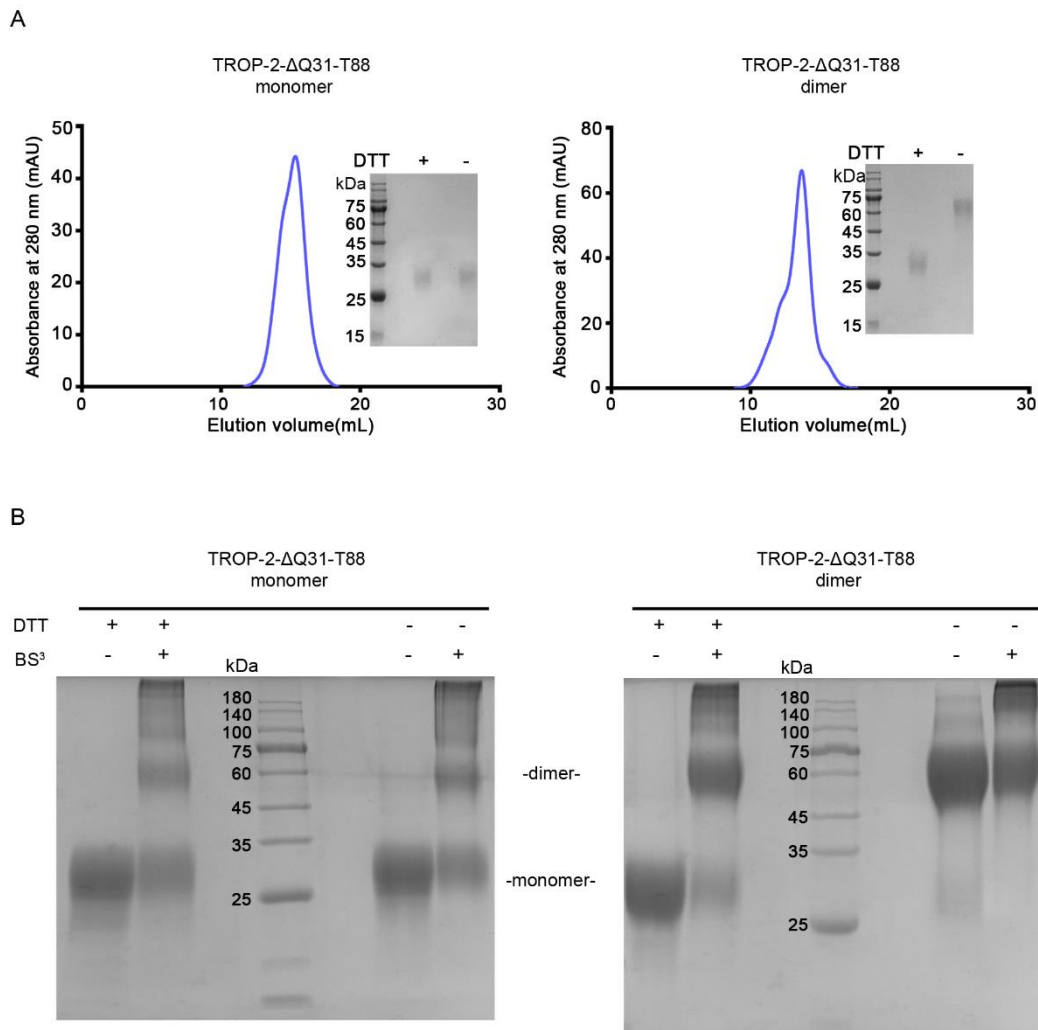 A
TROP-2-ΔQ31-T88
monomer
50
40
30
20
10
0
Absorbance at 280 nm (mAU)
0
10
20
30
Elution volume(mL)
DTT + -
kDa
75
60
45
35
25
15
TROP-2-ΔQ31-T88
dimer
80
60
40
20
0
Absorbance at 280 nm (mAU)
0
10
20
30
Elution volume(mL)
DTT + -
kDa
75
60
45
35
25
15
B
TROP-2-ΔQ31-T88
monomer
DTT + + - -
BS³ - + - +
kDa
180
140
100
75
60
45
35
25
-dimer-
-monomer-
TROP-2-ΔQ31-T88
dimer
+ + - -
- + - +
kDa
180
140
100
75
60
45
35
25